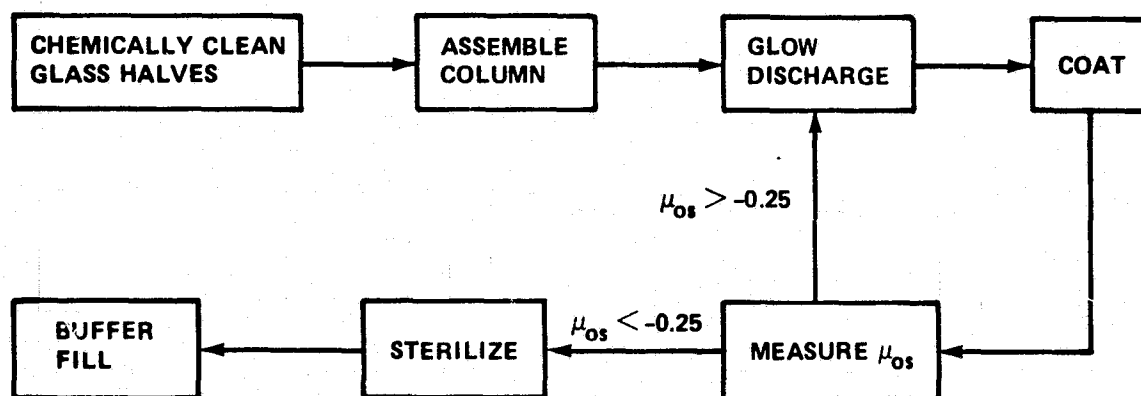 CHEMICALLY CLEAN
GLASS HALVES
ASSEMBLE
COLUMN
GLOW
DISCHARGE
COAT
μos > -0.25
BUFFER
FILL
STERILIZE
μos < -0.25
MEASURE μos